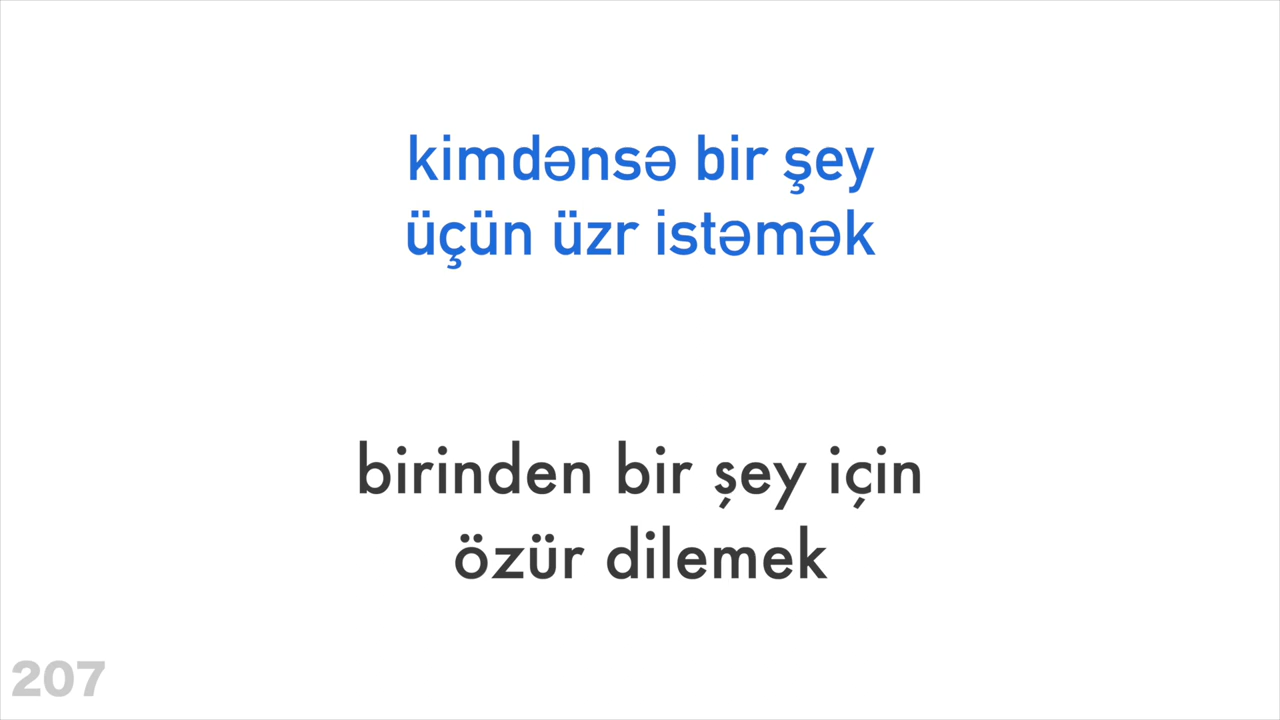 kimdənsə bir şey
üçün üzr istəmək
birinden bir şey için
özür dilemek
207